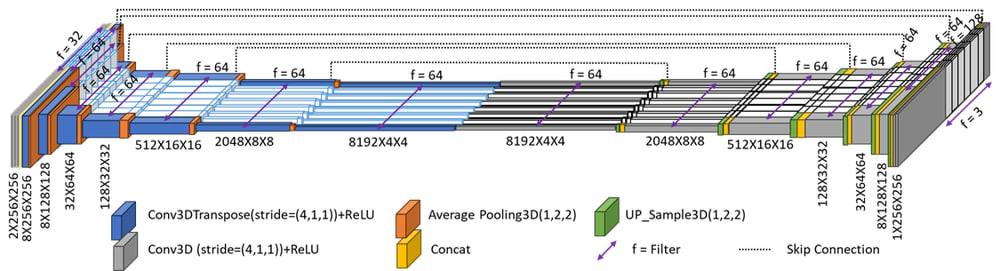 f = 32
f = 64
f = 64
f = 64
f = 64
f = 64
f = 64
f = 64
f = 64
f = 64
f = 64
f = 64
f = 64
f = 128
f = 3
2X256X256
8X256X256
8X128X128
32X64X64
128X32X32
512X16X16
2048X8X8
8192X4X4
8192X4X4
2048X8X8
512X16X16
128X32X32
32X64X64
8X128X128
1X256X256
Conv3DTranspose(stride=(4,1,1))+ReLU
Average Pooling3D(1,2,2)
UP_Sample3D(1,2,2)
Conv3D (stride=(4,1,1))+ReLU
Concat
f = Filter
Skip Connection